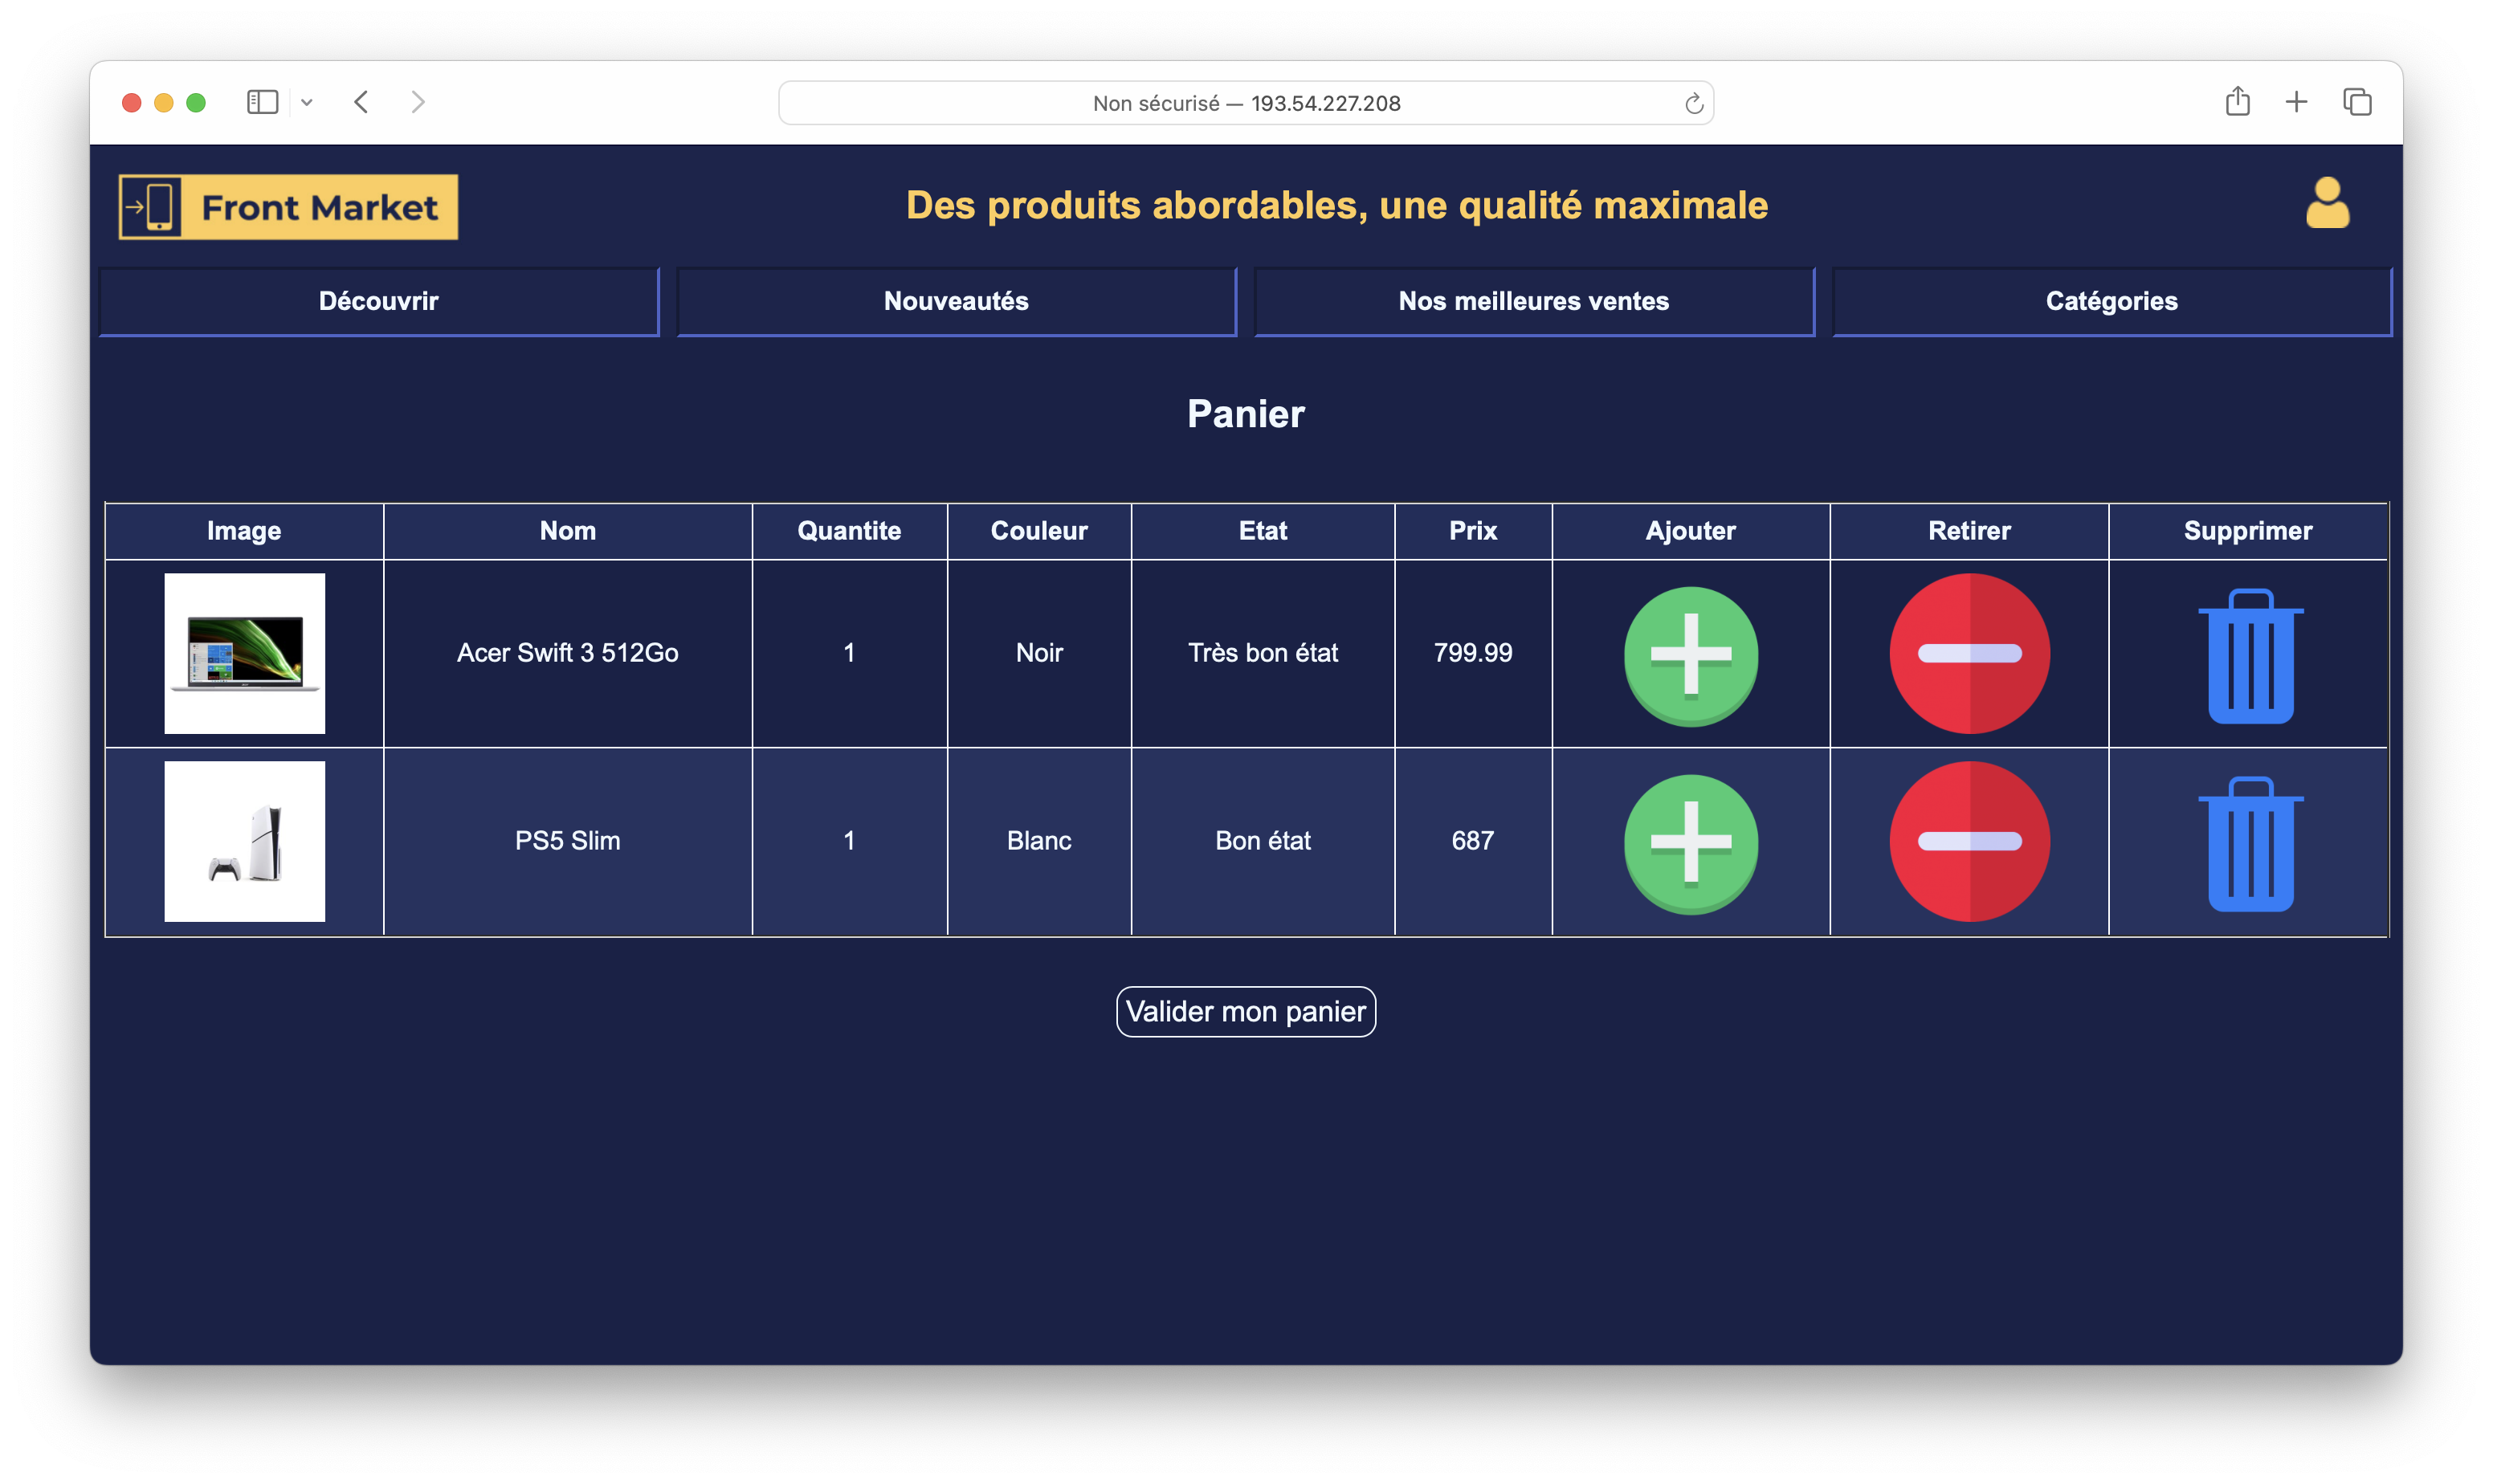 Non sécurisé — 193.54.227.208
Front Market
Des produits abordables, une qualité maximale
Découvrir Nouveautés Nos meilleures ventes Catégories
Panier
Image Nom Quantite Couleur Etat Prix Ajouter Retirer Supprimer
Acer Swift 3 512Go 1 Noir Très bon état 799.99
PS5 Slim 1 Blanc Bon état 687
Valider mon panier